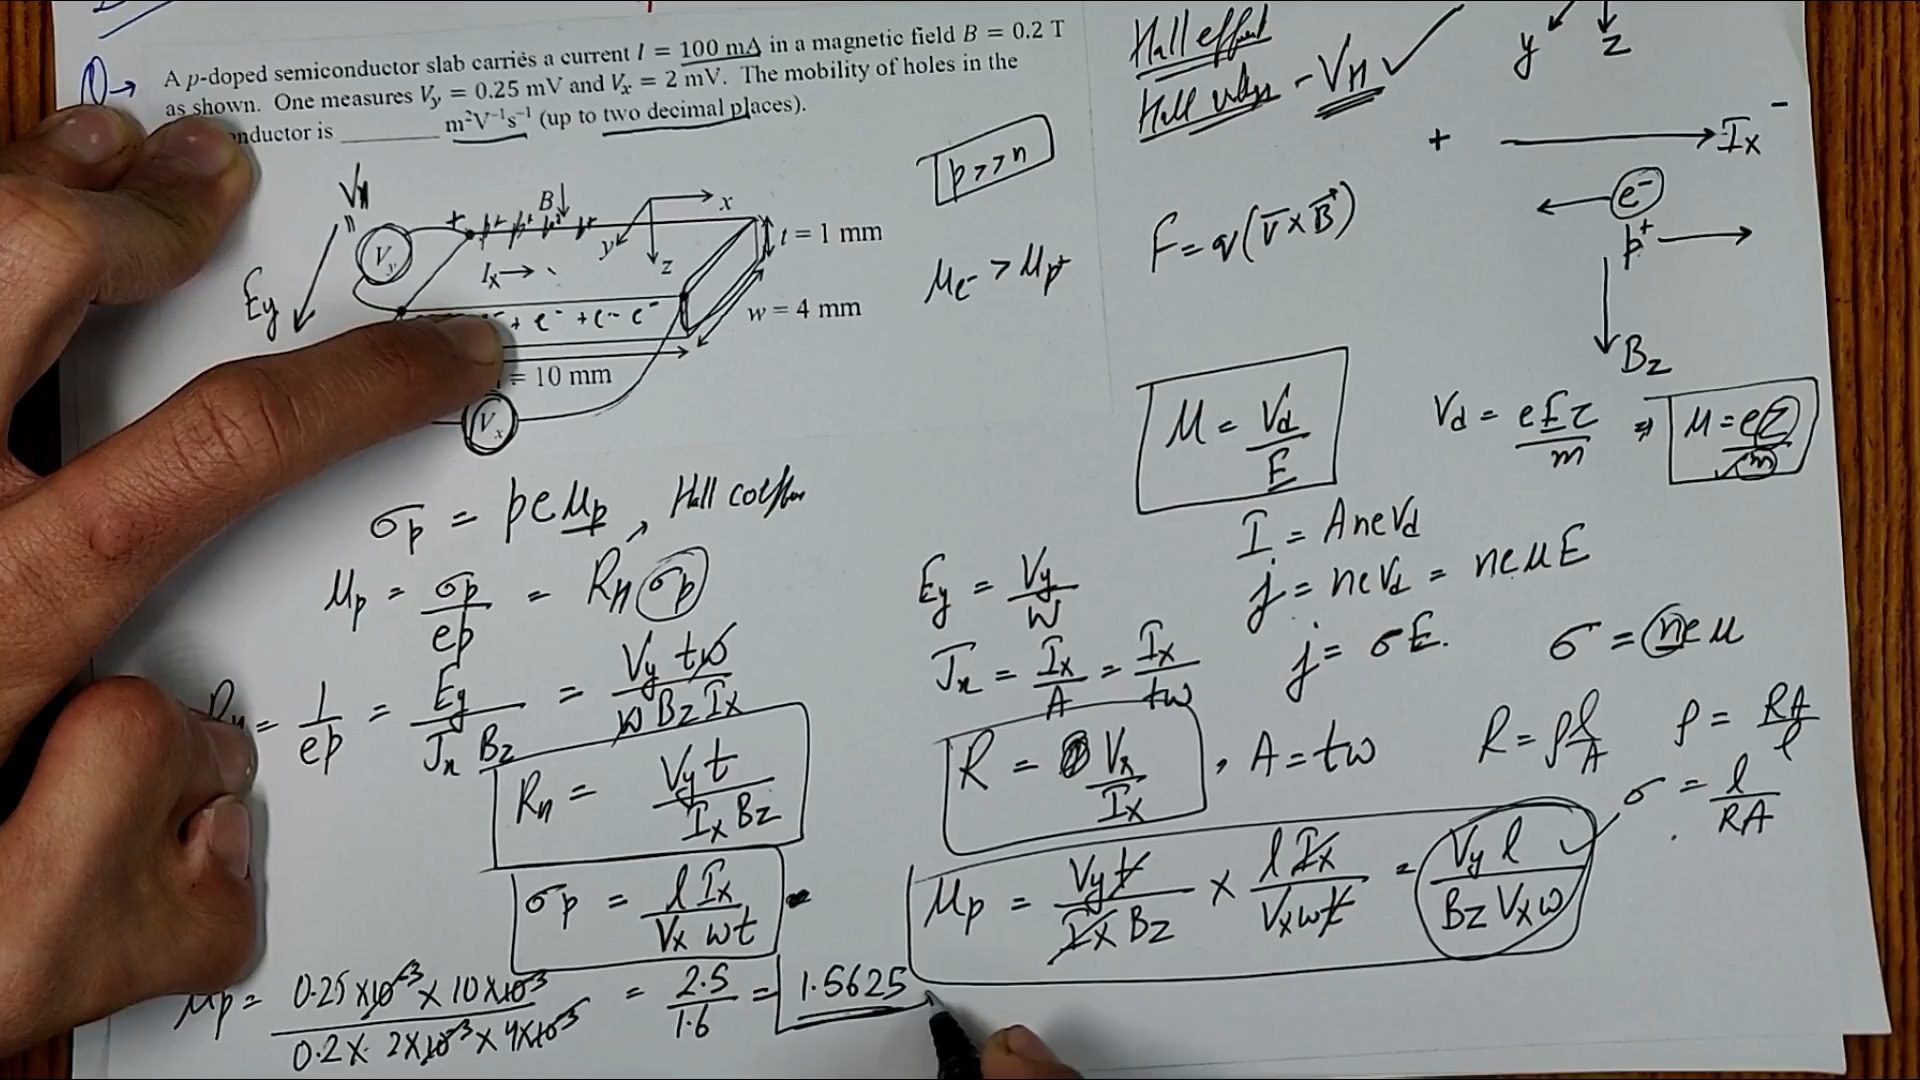 Q→ A p-doped semiconductor slab carries a current I = 100 mA in a magnetic field B = 0.2 T
as shown. One measures Vy = 0.25 mV and Vx = 2 mV. The mobility of holes in the
nductor is ________ m²V⁻¹s⁻¹ (up to two decimal places).
VH
"
Vy
Ey
+ p+ p+ p+ p+
B↓
x
y
z
Ix→
+ e- + e- e-
t = 1 mm
w = 4 mm
= 10 mm
Vx
p>>n
μe- > μp+
Hall effect
Hall voltage - VH ✓
y z
+ → Ix -
e-
p+
Bz
F = q(V×B)
μ = Vd/E
Vd = eEτ/m ⇒ μ = eτ/m
I = AneVd
j = neVd = neμE
j = σE.
σ = neμ
σp = peμp, Hall coeffn
μp = σp/ep = RH σp
RH = 1/ep = Ey/(Jx Bz) = Vy tw/(w Bz Ix)
RH = Vy t/(Ix Bz)
σp = l Ix/(Vx wt)
Ey = Vy/w
Jx = Ix/A = Ix/tw
R = Vx/Ix, A = tw
R = ρl/A
ρ = RA/l
σ = l/RA
μp = Vy t/(Ix Bz) × l Ix/(Vx wt) = Vy l/(Bz Vx w)
μp = 0.25×10⁻³ × 10×10⁻³/(0.2 × 2×10⁻³ × 4×10⁻³) = 2.5/1.6 = 1.5625